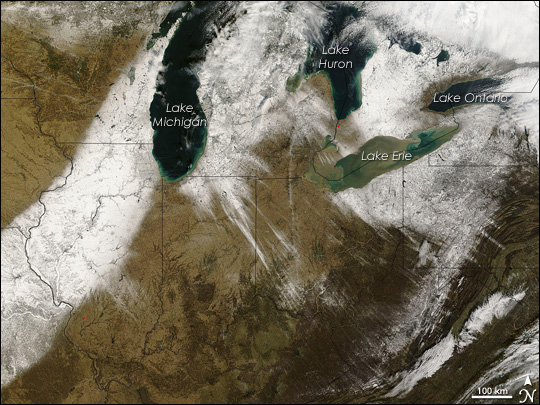 Lake
Huron
Lake Ontario
Lake
Michigan
Lake Erie
100 km
N